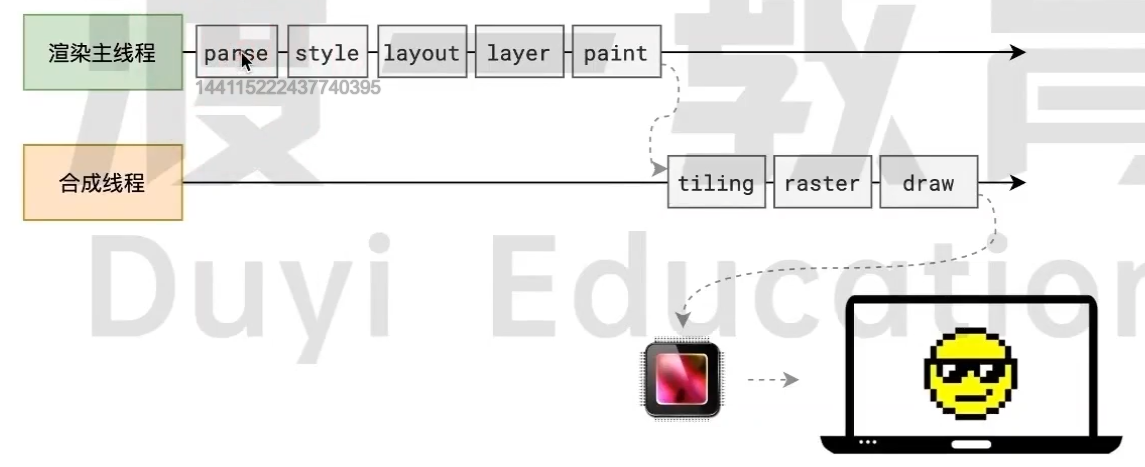 渲染主线程 parse style layout layer paint
144115222437740395
合成线程 tiling raster draw
渡一教育
Duyi Education